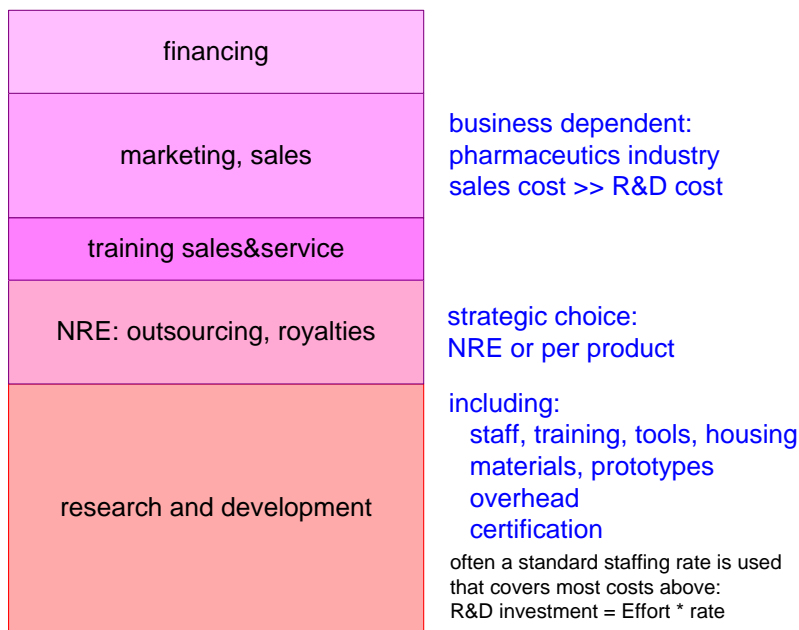 financing
marketing, sales
business dependent:
pharmaceutics industry
sales cost >> R&D cost
training sales&service
NRE: outsourcing, royalties
strategic choice:
NRE or per product
research and development
including:
staff, training, tools, housing
materials, prototypes
overhead
certification
often a standard staffing rate is used
that covers most costs above:
R&D investment = Effort * rate